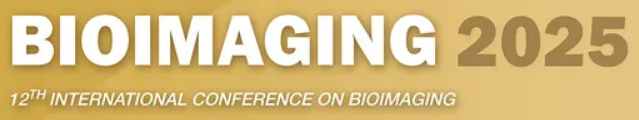 BIOIMAGING 2025
12TH INTERNATIONAL CONFERENCE ON BIOIMAGING